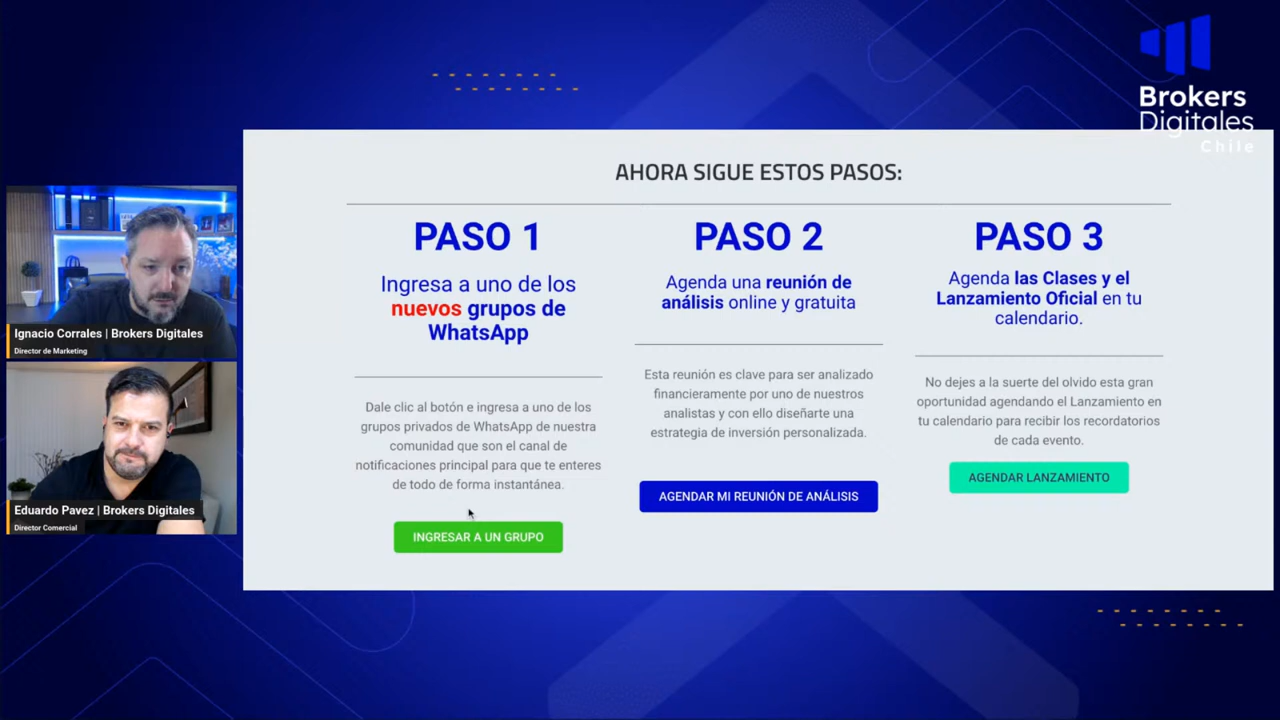 Brokers
Digitales
Chile
AHORA SIGUE ESTOS PASOS:
PASO 1
Ingresa a uno de los
nuevos grupos de
WhatsApp
Dale clic al botón e ingresa a uno de los
grupos privados de WhatsApp de nuestra
comunidad que son el canal de
notificaciones principal para que te enteres
de todo de forma instantánea.
INGRESAR A UN GRUPO
PASO 2
Agenda una reunión de
análisis online y gratuita
Esta reunión es clave para ser analizado
financieramente por uno de nuestros
analistas y con ello diseñarte una
estrategia de inversión personalizada.
AGENDAR MI REUNIÓN DE ANÁLISIS
PASO 3
Agenda las Clases y el
Lanzamiento Oficial en tu
calendario.
No dejes a la suerte del olvido esta gran
oportunidad agendando el Lanzamiento en
tu calendario para recibir los recordatorios
de cada evento.
AGENDAR LANZAMIENTO
Ignacio Corrales | Brokers Digitales
Director de Marketing
Eduardo Pavez | Brokers Digitales
Director Comercial